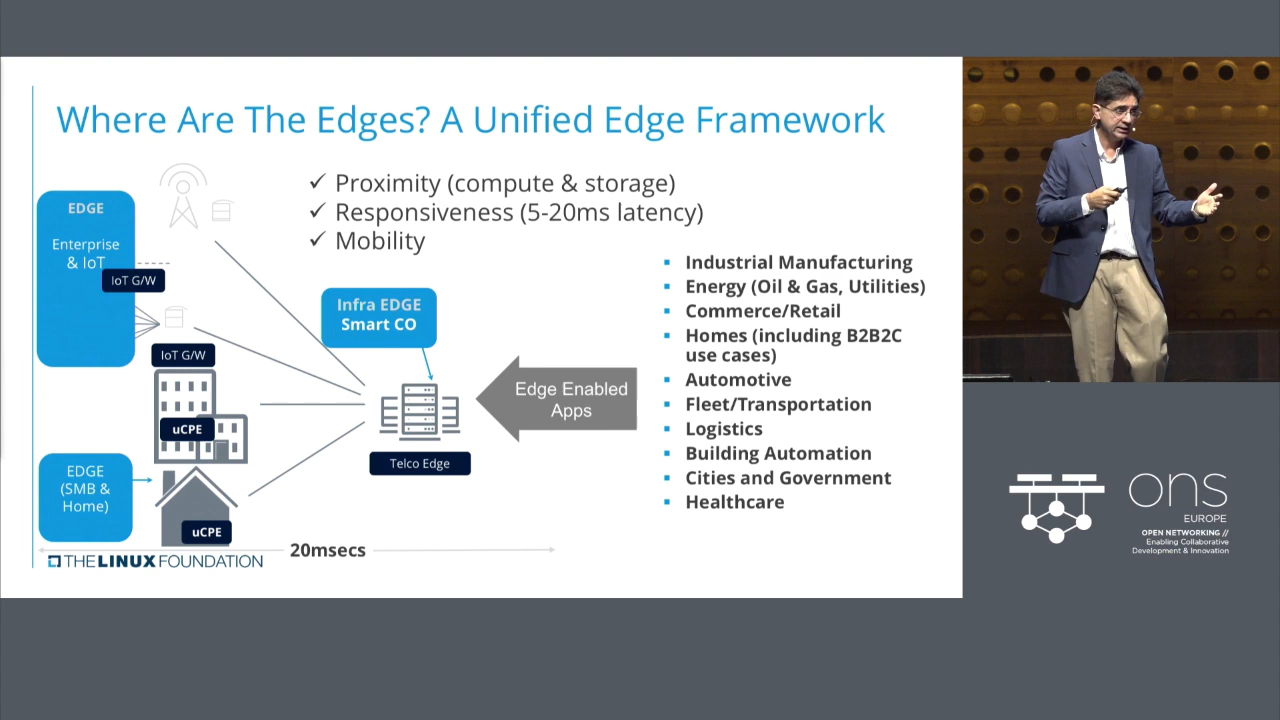 Where Are The Edges? A Unified Edge Framework
✓ Proximity (compute & storage)
✓ Responsiveness (5-20ms latency)
✓ Mobility
EDGE
Enterprise
& IoT
IoT G/W
IoT G/W
uCPE
EDGE
(SMB &
Home)
uCPE
Infra EDGE
Smart CO
Telco Edge
Edge Enabled
Apps
▪ Industrial Manufacturing
▪ Energy (Oil & Gas, Utilities)
▪ Commerce/Retail
▪ Homes (including B2B2C
use cases)
▪ Automotive
▪ Fleet/Transportation
▪ Logistics
▪ Building Automation
▪ Cities and Government
▪ Healthcare
20msecs
THE LINUX FOUNDATION
ons
EUROPE
OPEN NETWORKING //
Enabling Collaborative
Development & Innovation